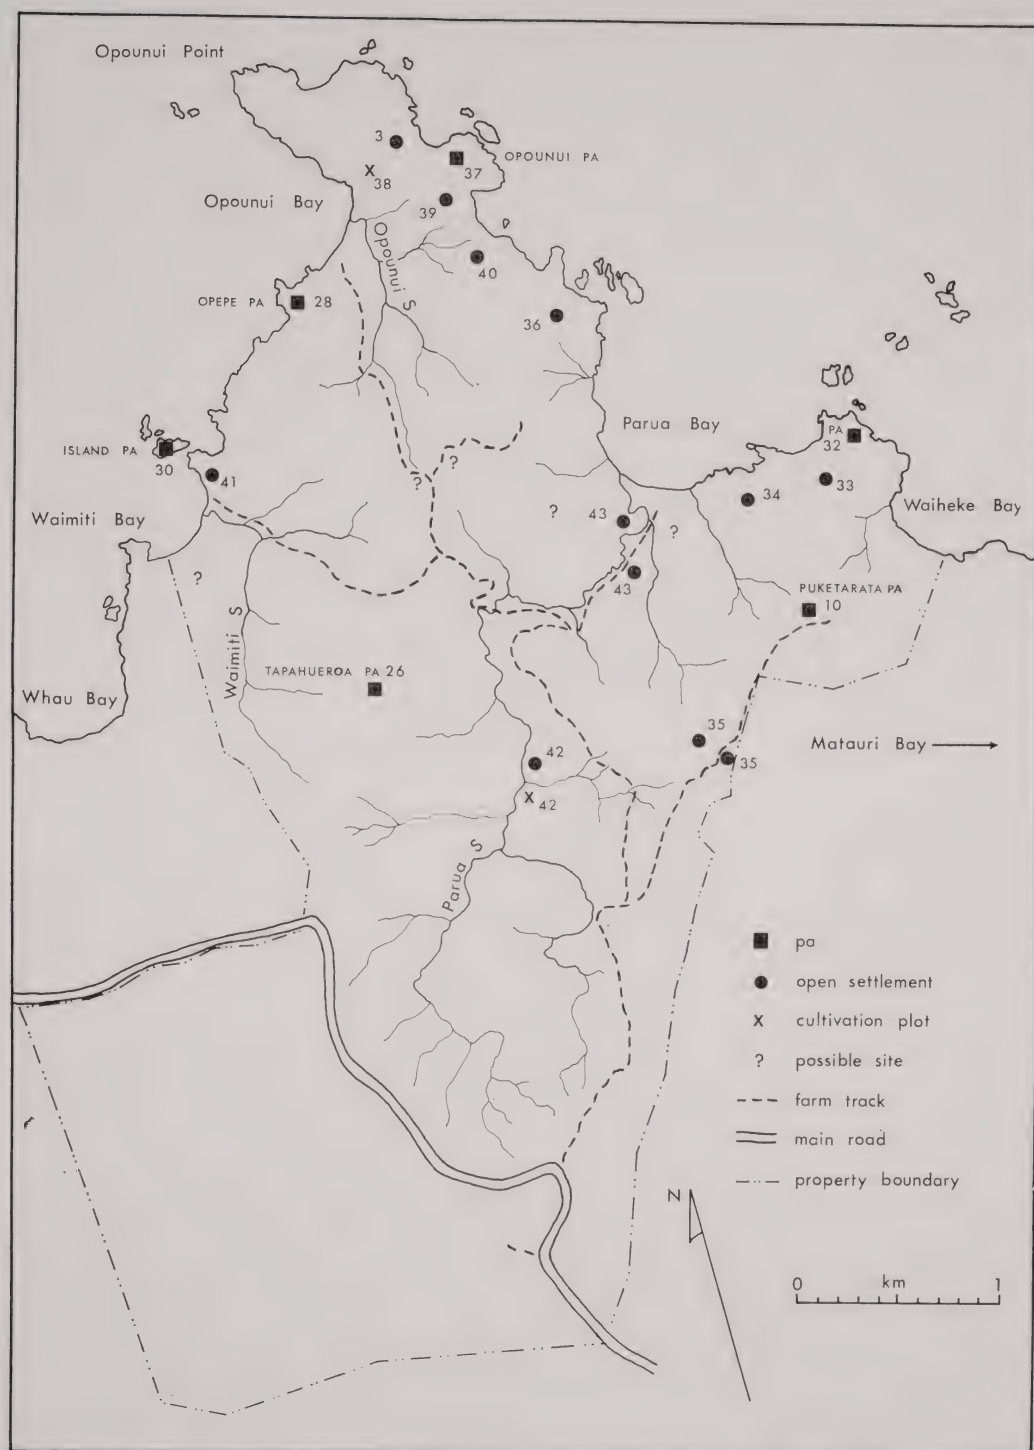 Opounui Point
3
OPOUNUI PA
37
X
38
Opounui Bay
39
Opounui S
40
OPEPE PA 28
36
Parua Bay
PA
32
ISLAND PA
30
41
?
?
34
33
Waiheke Bay
Waimiti Bay
?
43
?
?
43
PUKETARATA PA
10
Waimiti S
TAPAHUEROA PA 26
Whau Bay
35
35
Matauri Bay
42
X
42
Parua S
pa
open settlement
X cultivation plot
? possible site
farm track
main road
property boundary
N
0 km 1